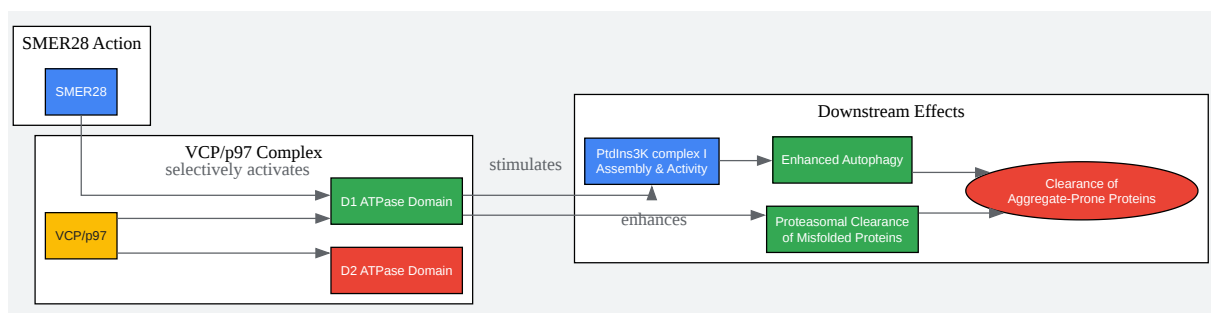 SMER28 Action
SMER28
VCP/p97 Complex
selectively activates
D1 ATPase Domain
VCP/p97
D2 ATPase Domain
stimulates
enhances
Downstream Effects
PtdIns3K complex I
Assembly & Activity
Enhanced Autophagy
Proteasomal Clearance
of Misfolded Proteins
Clearance of
Aggregate-Prone Proteins